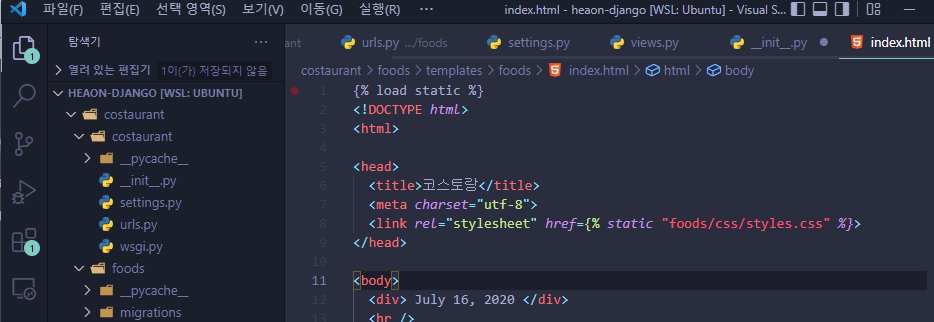 파일(F) 편집(E) 선택 영역(S) 보기(V) 이동(G) 실행(R) ··· index.html - heaon-django [WSL: Ubuntu] - Visual S
탐색기 ···
urls.py .../foods settings.py views.py __init__.py index.html
열려 있는 편집기 1이(가) 저장되지 않음
costaurant > foods > templates > foods > index.html > html > body
HEAON-DJANGO [WSL: UBUNTU]
costaurant
costaurant
__pycache__
__init__.py
settings.py
urls.py
wsgi.py
foods
__pycache__
migrations
1
1
1 {% load static %}
2 <!DOCTYPE html>
3 <html>
4
5 <head>
6 <title>코스토랑</title>
7 <meta charset="utf-8">
8 <link rel="stylesheet" href={% static "foods/css/styles.css" %}>
9 </head>
10
11 <body>
12 <div> July 16, 2020 </div>
13 <hr />